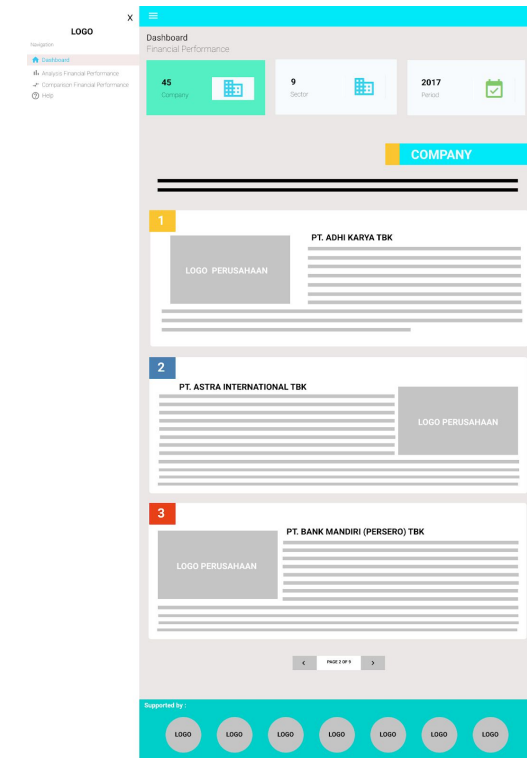 X
LOGO
Navigation
Dashboard
Analysis Financial Performance
Comparison Financial Performance
Help
Dashboard
Financial Performance
45
Company
9
Sector
2017
Period
COMPANY
1
PT. ADHI KARYA TBK
LOGO PERUSAHAAN
2
PT. ASTRA INTERNATIONAL TBK
LOGO PERUSAHAAN
3
PT. BANK MANDIRI (PERSERO) TBK
LOGO PERUSAHAAN
PAGE 2 OF 9
Supported by :
LOGO LOGO LOGO LOGO LOGO LOGO LOGO